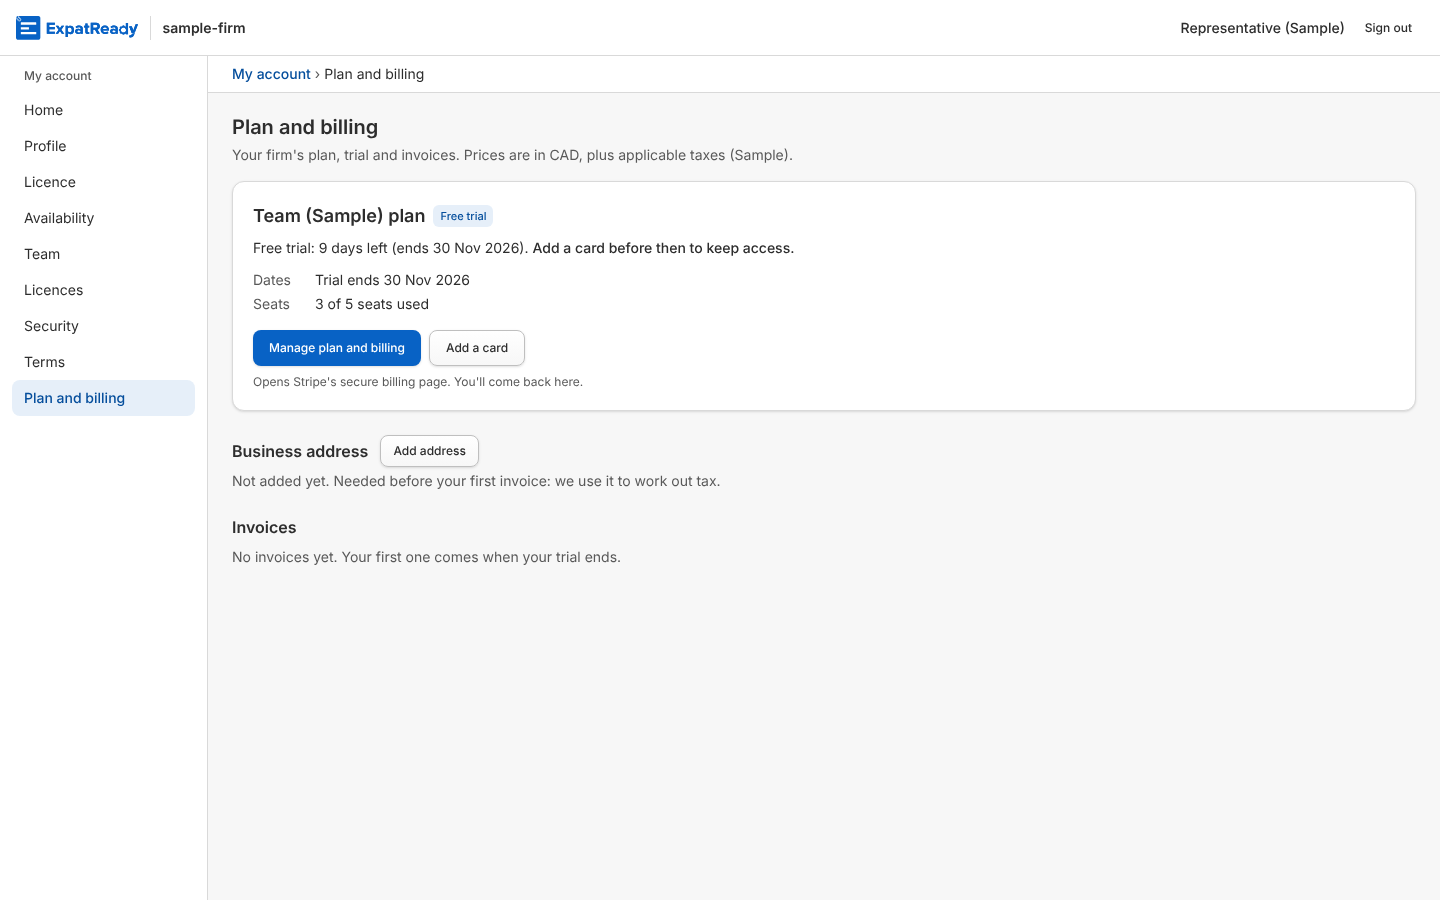 ExpatReady
sample-firm
Representative (Sample)
Sign out
My account
Home
Profile
Licence
Availability
Team
Licences
Security
Terms
Plan and billing
My account › Plan and billing
Plan and billing
Your firm's plan, trial and invoices. Prices are in CAD, plus applicable taxes (Sample).
Team (Sample) plan Free trial
Free trial: 9 days left (ends 30 Nov 2026). Add a card before then to keep access.
Dates Trial ends 30 Nov 2026
Seats 3 of 5 seats used
Manage plan and billing Add a card
Opens Stripe's secure billing page. You'll come back here.
Business address Add address
Not added yet. Needed before your first invoice: we use it to work out tax.
Invoices
No invoices yet. Your first one comes when your trial ends.